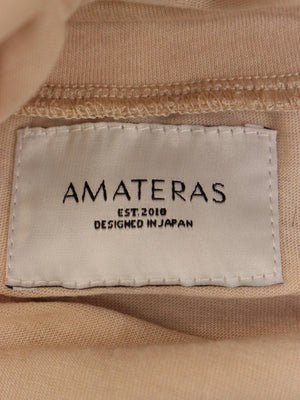 AMATERAS
EST.2018
DESIGNED IN JAPAN